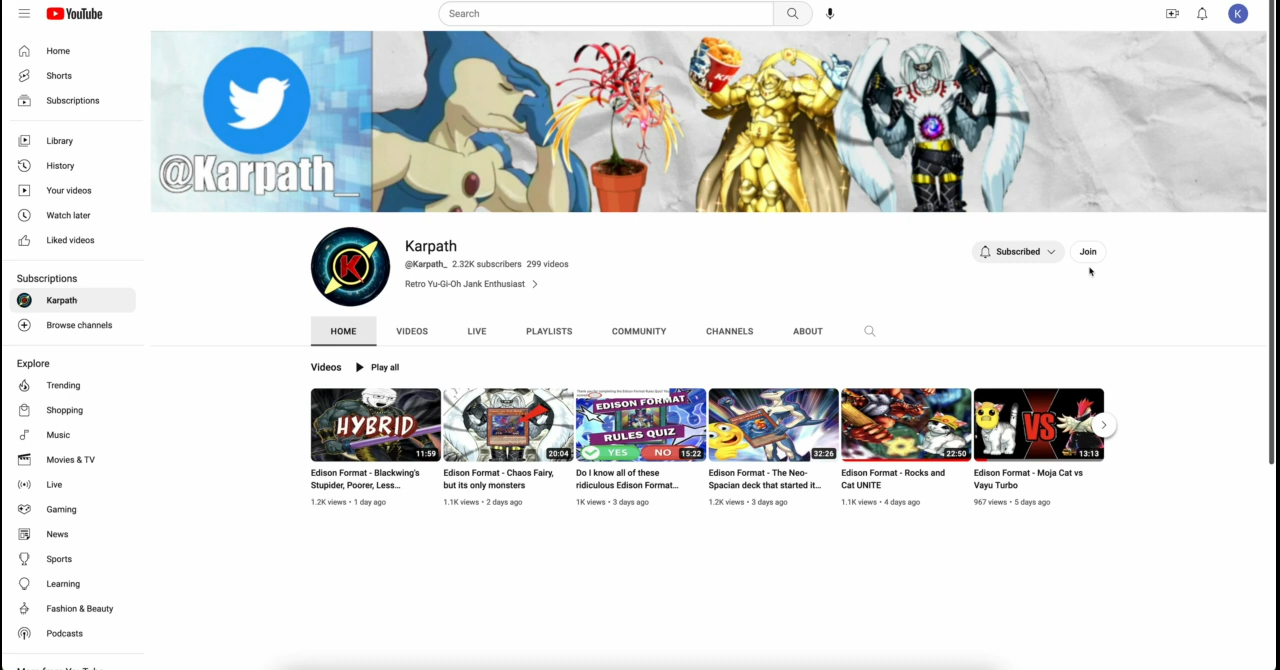 YouTube
Search
K
Home
Shorts
Subscriptions
Library
History
Your videos
Watch later
Liked videos
Subscriptions
Karpath
Browse channels
Explore
Trending
Shopping
Music
Movies & TV
Live
Gaming
News
Sports
Learning
Fashion & Beauty
Podcasts
@Karpath_
KFC
K
Karpath
@Karpath_ 2.32K subscribers 299 videos
Retro Yu-Gi-Oh Jank Enthusiast
Subscribed
Join
HOME VIDEOS LIVE PLAYLISTS COMMUNITY CHANNELS ABOUT
Videos Play all
HYBRID
11:59
Edison Format - Blackwing's
Stupider, Poorer, Less...
1.2K views • 1 day ago
20:04
Edison Format - Chaos Fairy,
but its only monsters
1.1K views • 2 days ago
EDISON FORMAT
RULES QUIZ
YES NO
15:22
Do I know all of these
ridiculous Edison Format...
1K views • 3 days ago
32:26
Edison Format - The Neo-
Spacian deck that started it...
1.2K views • 3 days ago
22:50
Edison Format - Rocks and
Cat UNITE
1.1K views • 4 days ago
VS
13:13
Edison Format - Moja Cat vs
Vayu Turbo
967 views • 5 days ago